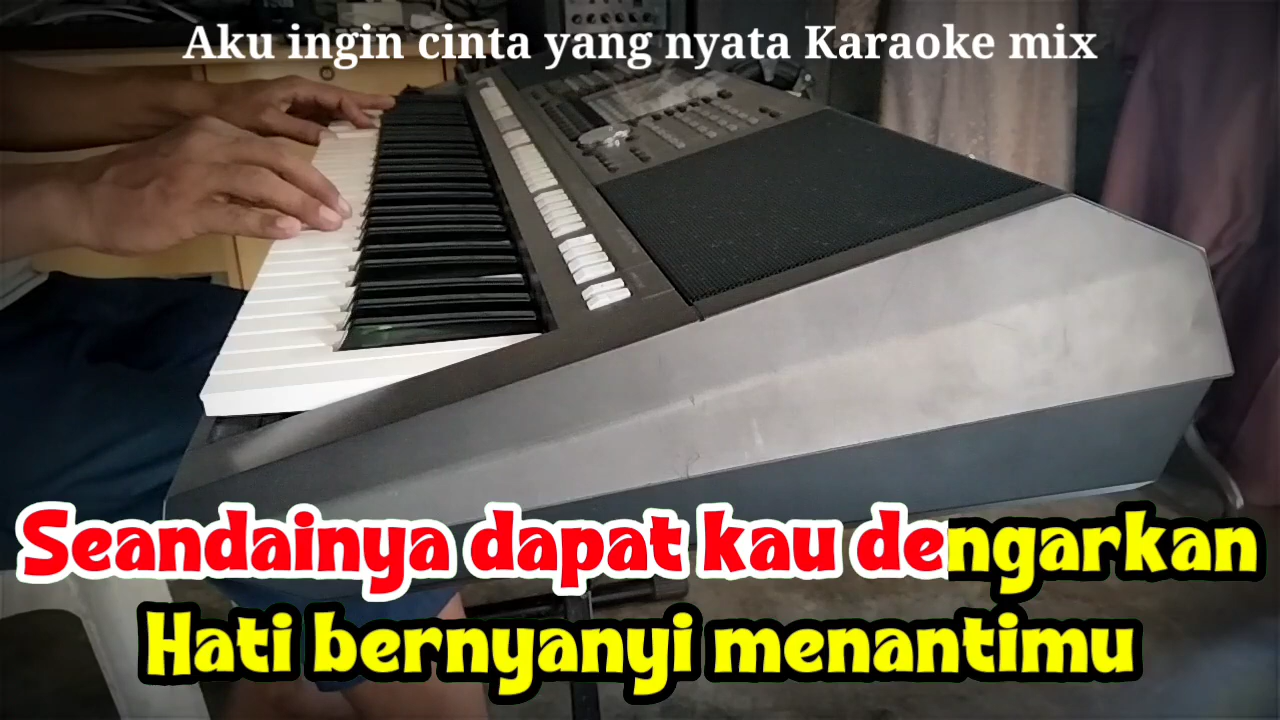 Aku ingin cinta yang nyata Karaoke mix
Seandainya dapat kau dengarkan
Hati bernyanyi menantimu